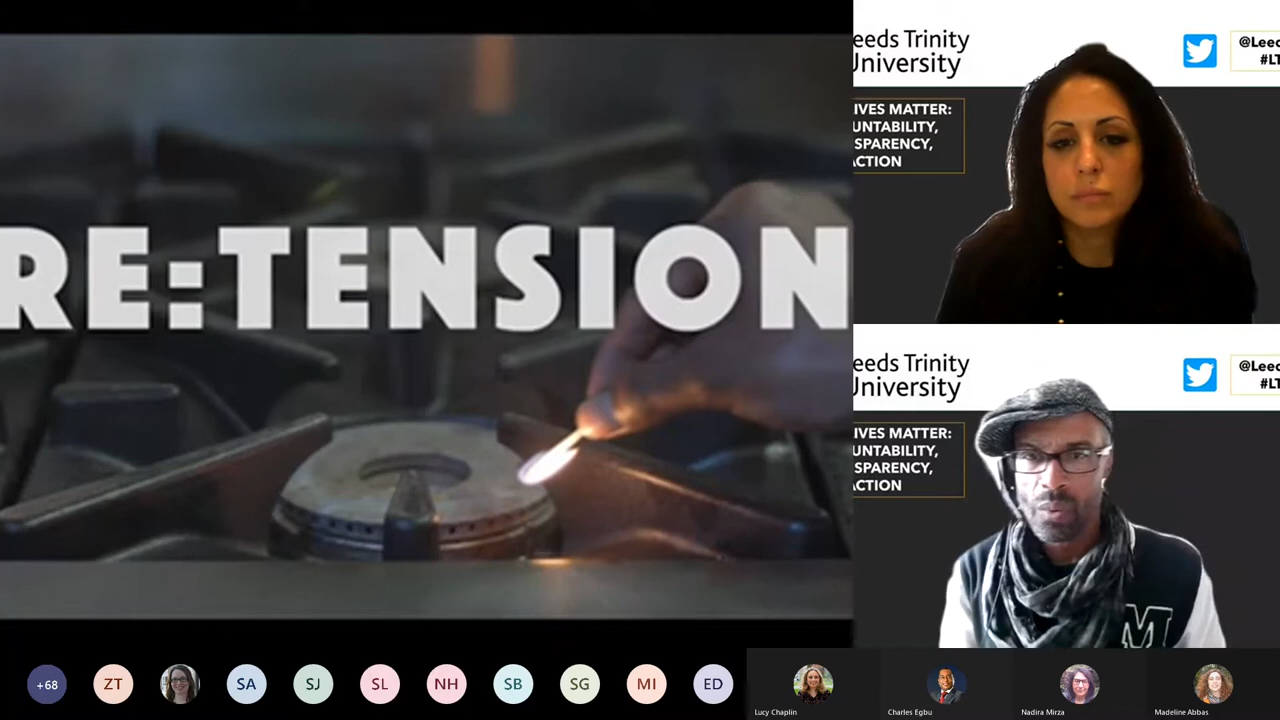 RE:TENSION
eeds Trinity
University
@Leed
#LT
IVES MATTER:
UNTABILITY,
SPARENCY,
ACTION
eeds Trinity
University
@Leed
#LT
IVES MATTER:
UNTABILITY,
SPARENCY,
ACTION
M
+68
ZT
SA
SJ
SL
NH
SB
SG
MI
ED
Lucy Chaplin
Charles Egbu
Nadira Mirza
Madeline Abbas